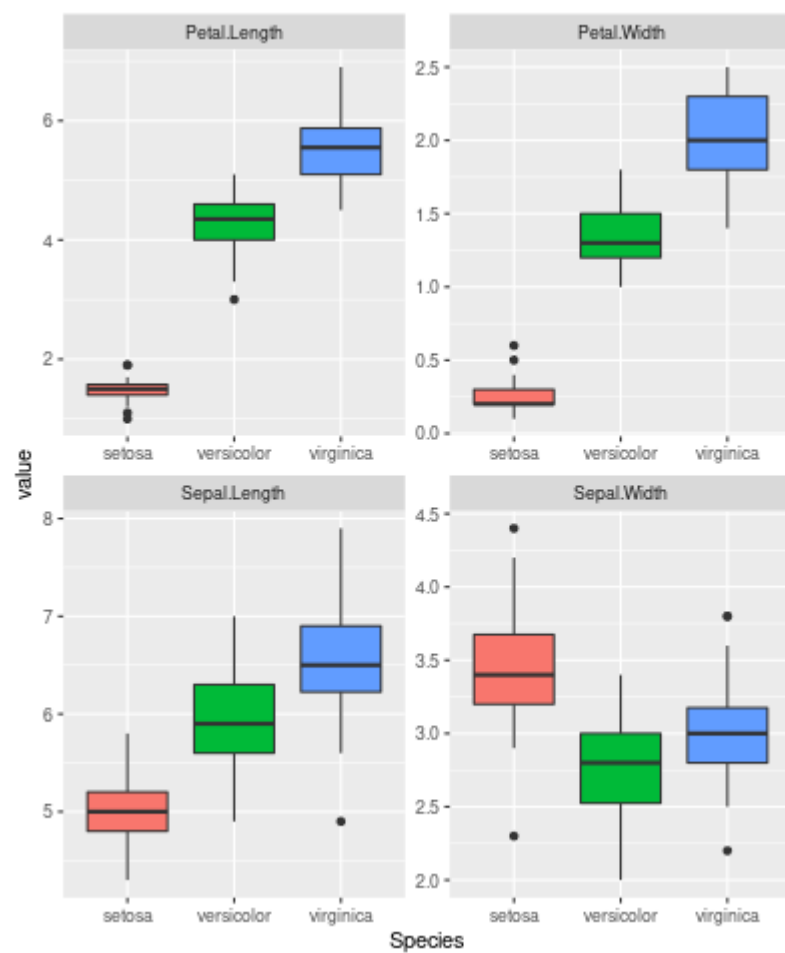 Petal.Length
Petal.Width
6
4
2
2.5
2.0
1.5
1.0
0.5
0.0
setosa versicolor virginica
setosa versicolor virginica
value
Sepal.Length
Sepal.Width
8
7
6
5
4.5
4.0
3.5
3.0
2.5
2.0
setosa versicolor virginica
setosa versicolor virginica
Species